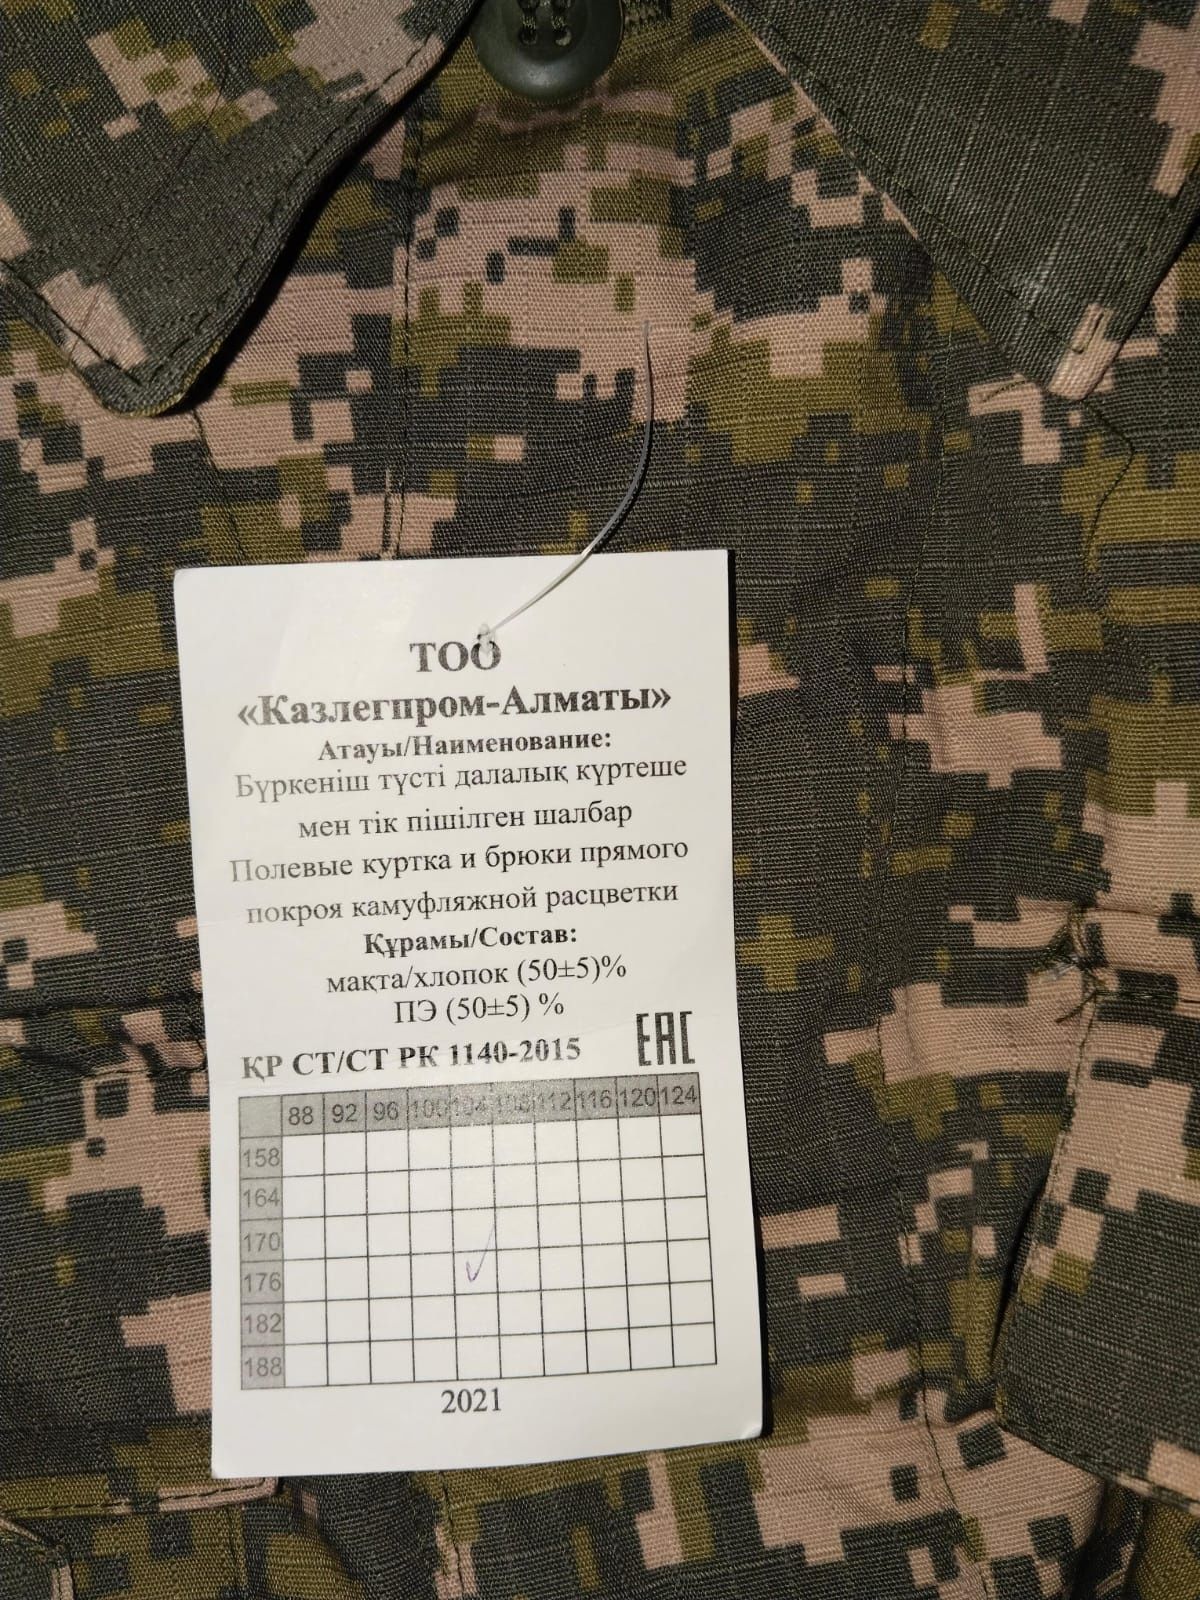 ТОО
«Казлегпром-Алматы»
Атауы/Наименование:
Бүркеніш түсті далалық күртеше
мен тік пішілген шалбар
Полевые куртка и брюки прямого
покроя камуфляжной расцветки
Құрамы/Состав:
мақта/хлопок (50±5)%
ПЭ (50±5) %
ҚР СТ/СТ РК 1140-2015 EAC
88 92 96 100 104 108 112 116 120 124
158
164
170
176
182
188
2021